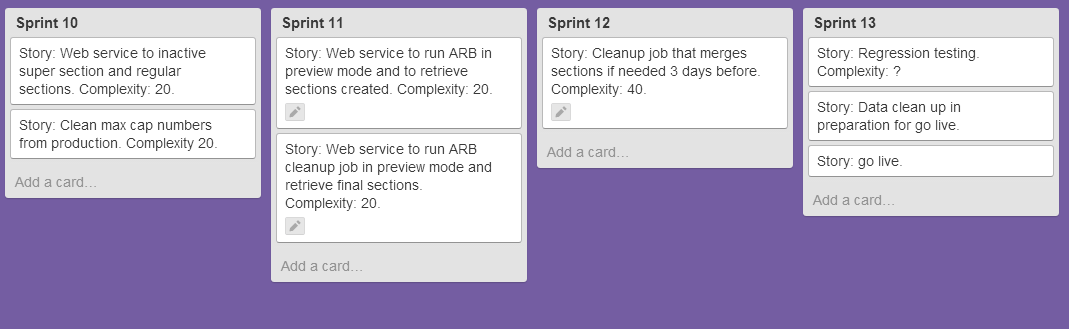 Sprint 10
Story: Web service to inactive
super section and regular
sections. Complexity: 20.
Story: Clean max cap numbers
from production. Complexity 20.
Add a card...
Sprint 11
Story: Web service to run ARB in
preview mode and to retrieve
sections created. Complexity: 20.
Story: Web service to run ARB
cleanup job in preview mode and
retrieve final sections.
Complexity: 20.
Add a card...
Sprint 12
Story: Cleanup job that merges
sections if needed 3 days before.
Complexity: 40.
Add a card...
Sprint 13
Story: Regression testing.
Complexity: ?
Story: Data clean up in
preparation for go live.
Story: go live.
Add a card...